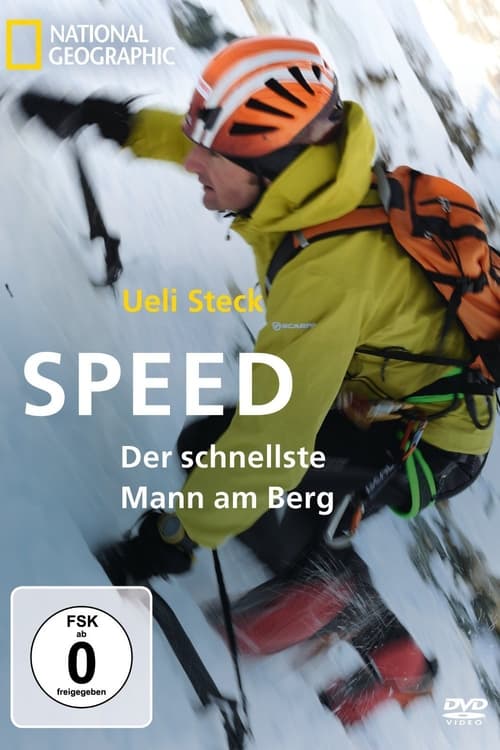 NATIONAL
GEOGRAPHIC
Ueli Steck
SCARPA
SPEED
Der schnellste
Mann am Berg
FSK
ab
0
freigegeben
DVD
VIDEO